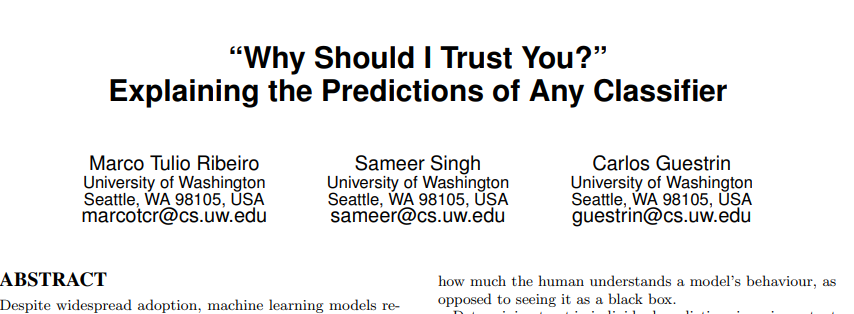 “Why Should I Trust You?”
Explaining the Predictions of Any Classifier
Marco Tulio Ribeiro
University of Washington
Seattle, WA 98105, USA
marcotcr@cs.uw.edu
Sameer Singh
University of Washington
Seattle, WA 98105, USA
sameer@cs.uw.edu
Carlos Guestrin
University of Washington
Seattle, WA 98105, USA
guestrin@cs.uw.edu
ABSTRACT
Despite widespread adoption, machine learning models re-
how much the human understands a model’s behaviour, as
opposed to seeing it as a black box.